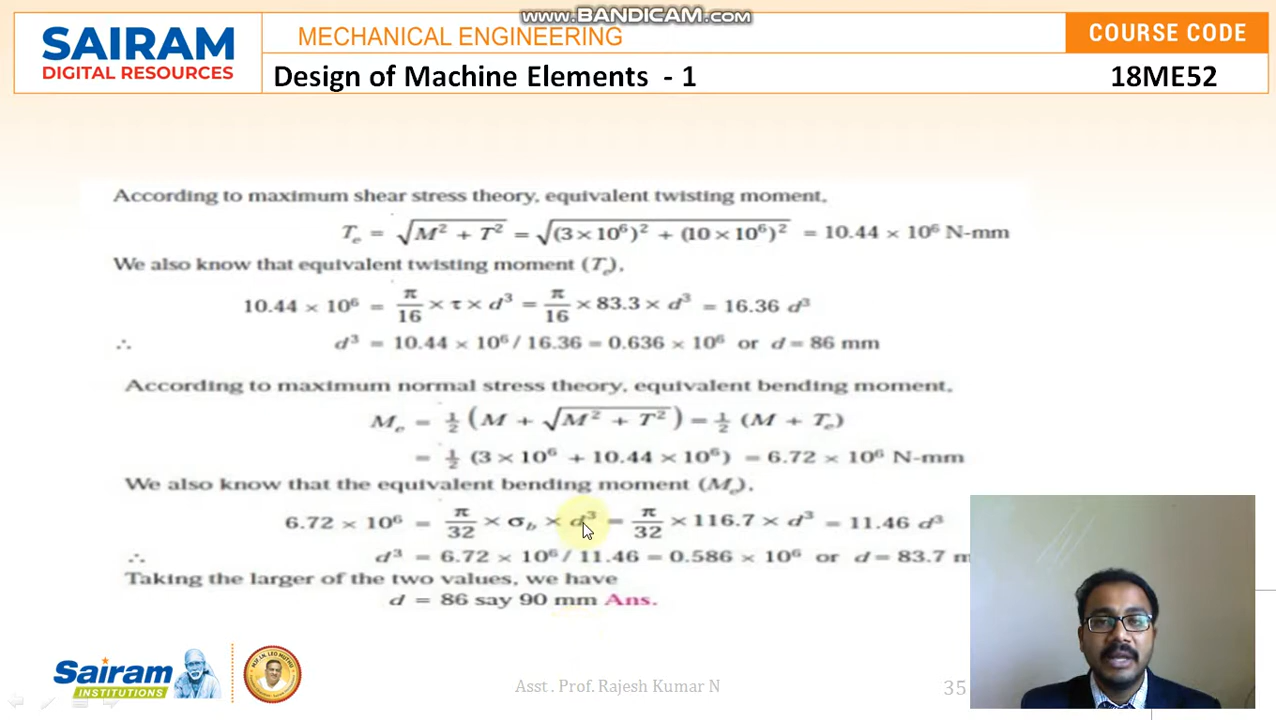 www.BANDICAM.com
SAIRAM
DIGITAL RESOURCES
MECHANICAL ENGINEERING
COURSE CODE
Design of Machine Elements - 1
18ME52
According to maximum shear stress theory, equivalent twisting moment,
Tₑ = √(M² + T²) = √((3 × 10⁶)² + (10 × 10⁶)²) = 10.44 × 10⁶ N-mm
We also know that equivalent twisting moment (Tₑ),
10.44 × 10⁶ = π/16 × τ × d³ = π/16 × 83.3 × d³ = 16.36 d³
∴ d³ = 10.44 × 10⁶ / 16.36 = 0.636 × 10⁶ or d = 86 mm
According to maximum normal stress theory, equivalent bending moment,
Mₑ = ½ (M + √(M² + T²)) = ½ (M + Tₑ)
= ½ (3 × 10⁶ + 10.44 × 10⁶) = 6.72 × 10⁶ N-mm
We also know that the equivalent bending moment (Mₑ),
6.72 × 10⁶ = π/32 × σ_b × d³ = π/32 × 116.7 × d³ = 11.46 d³
∴ d³ = 6.72 × 10⁶ / 11.46 = 0.586 × 10⁶ or d = 83.7 m
Taking the larger of the two values, we have
d = 86 say 90 mm Ans.
Sairam
INSTITUTIONS
Asst . Prof. Rajesh Kumar N
35